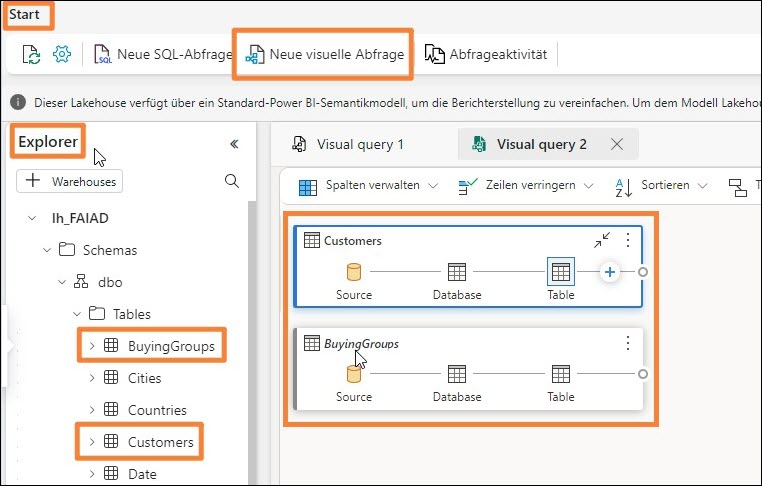 Start
SQL Neue SQL-Abfrage Neue visuelle Abfrage Abfrageaktivität
Dieser Lakehouse verfügt über ein Standard-Power BI-Semantikmodell, um die Berichterstellung zu vereinfachen. Um dem Modell Lakehou
Explorer
Visual query 1 Visual query 2
Warehouses
Spalten verwalten Zeilen verringern Sortieren
lh_FAIAD
Customers
Schemas
Source Database Table
dbo
Tables
BuyingGroups
BuyingGroups
Cities
Source Database Table
Countries
Customers
Date